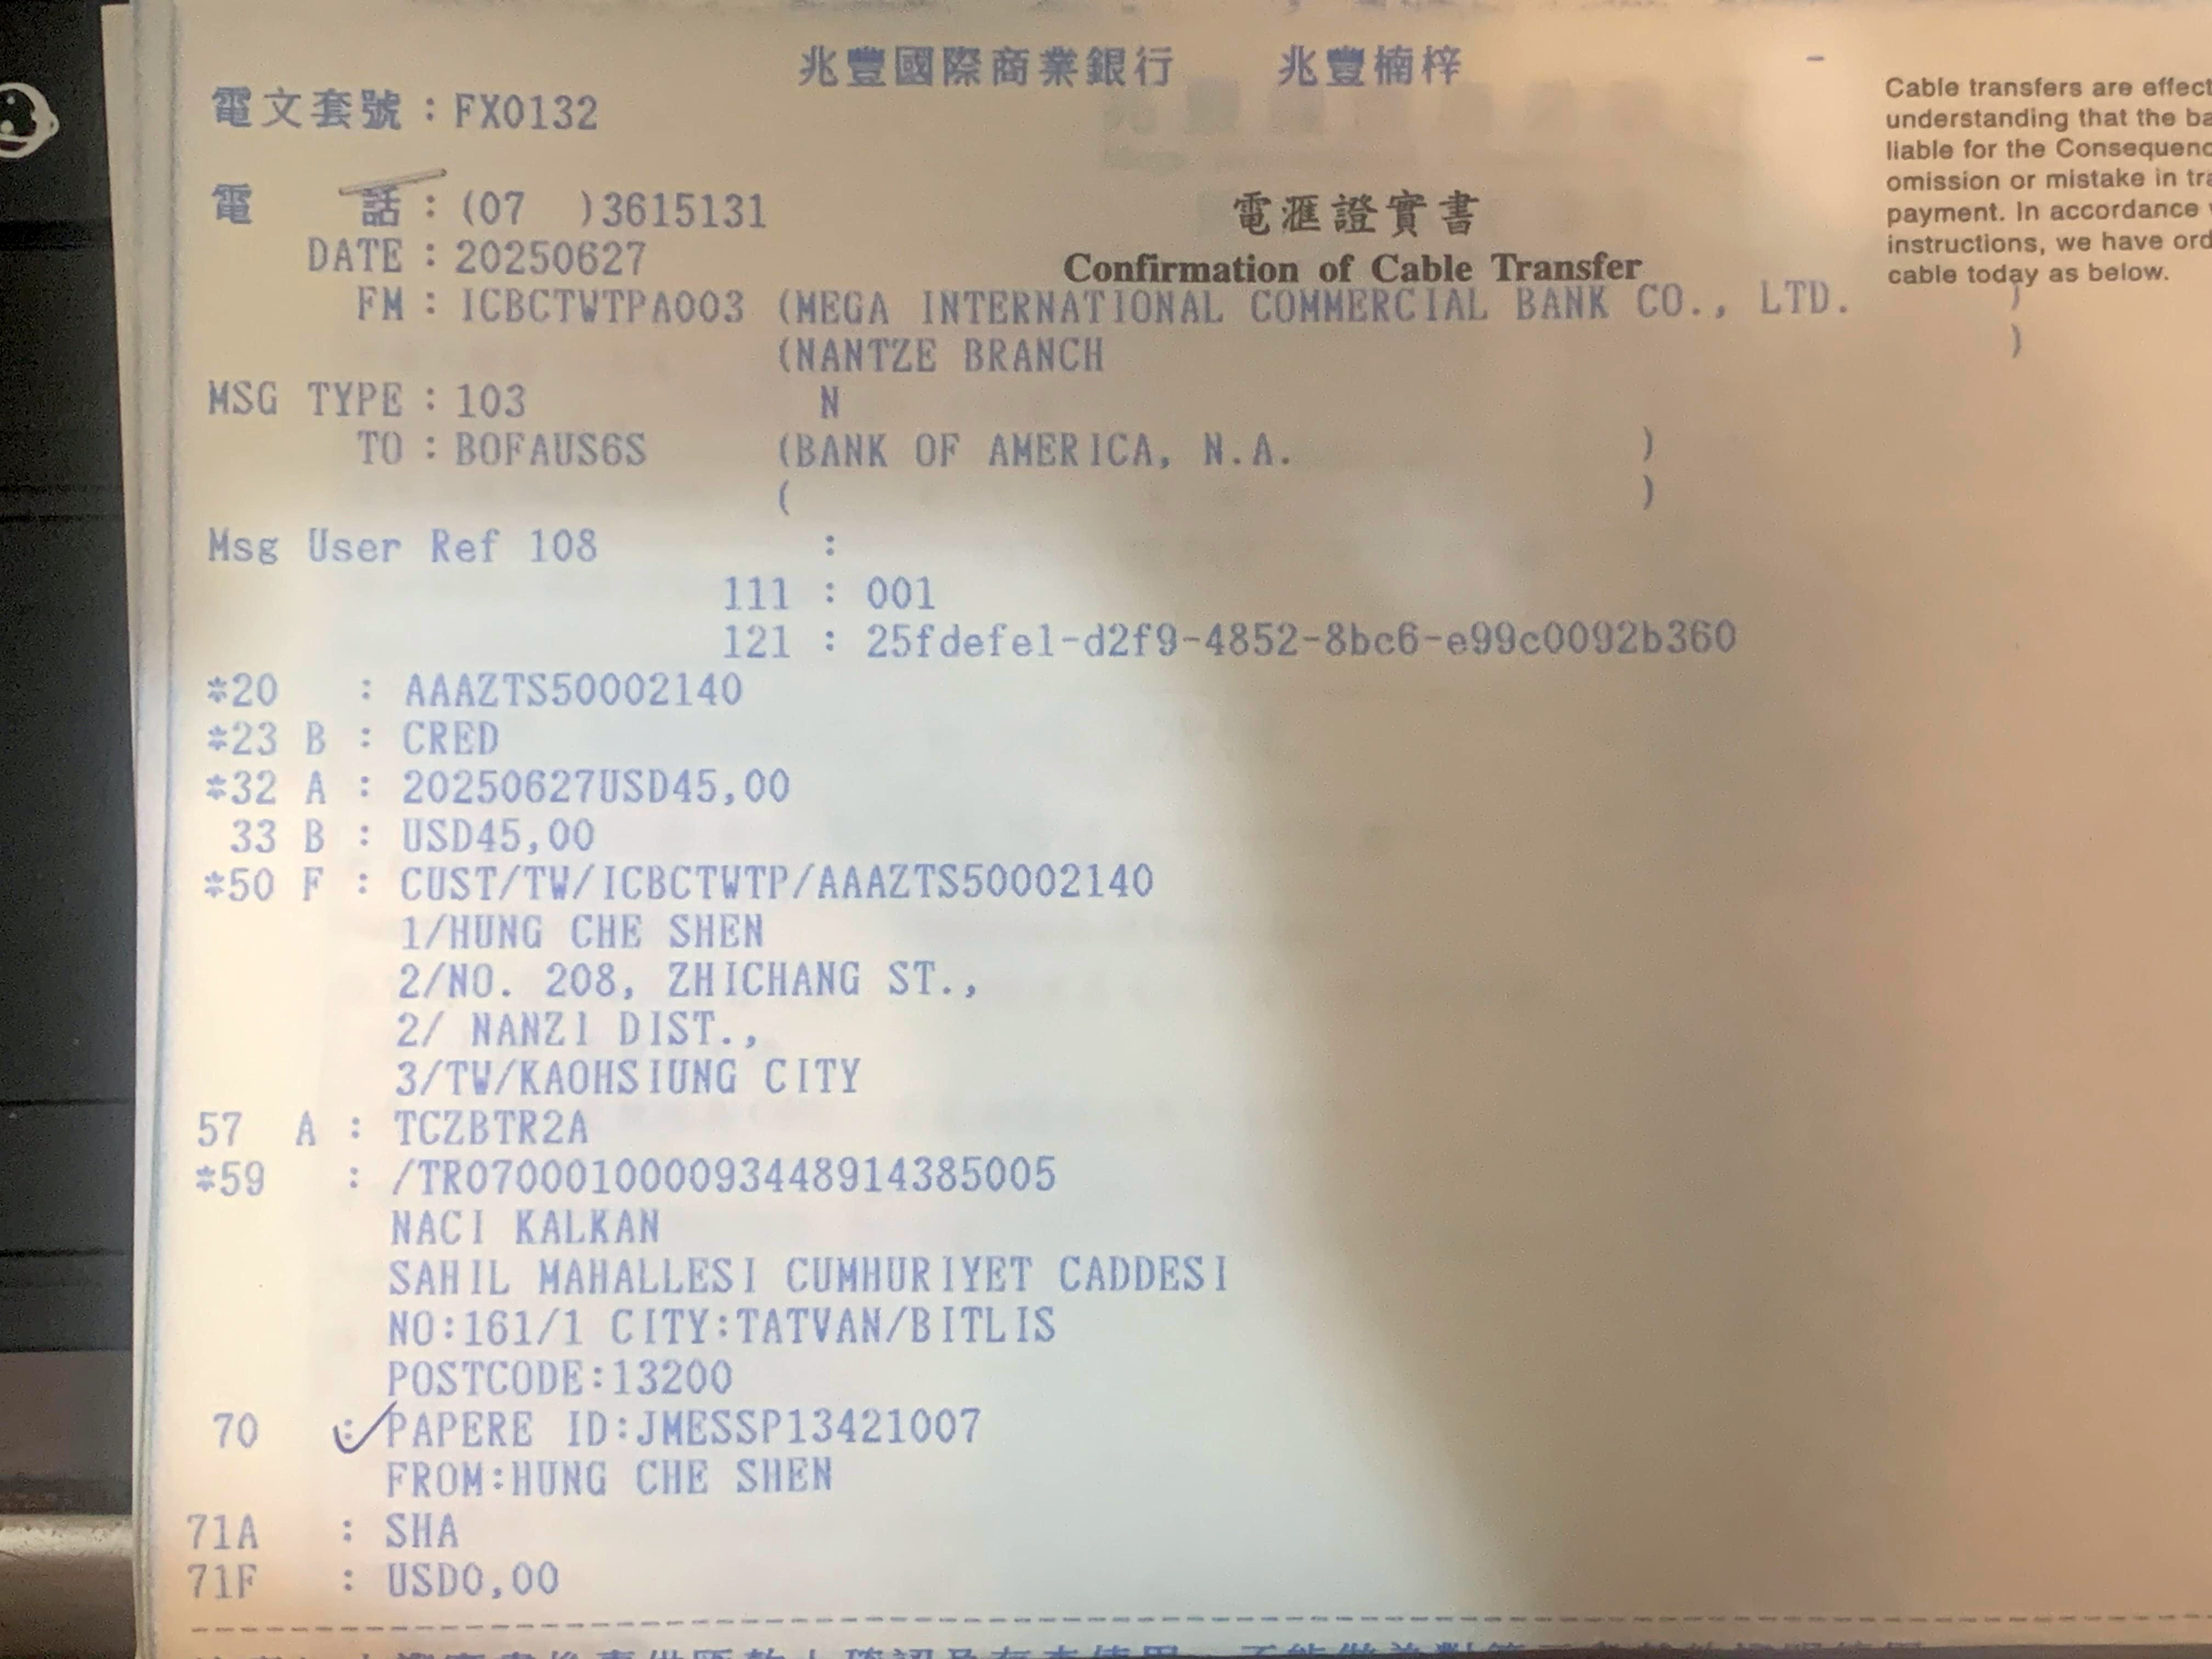 兆豐國際商業銀行 兆豐楠梓
電文套號：FX0132
電 話：(07 )3615131
電滙證實書
Confirmation of Cable Transfer
Cable transfers are effect
understanding that the ba
liable for the Consequenc
omission or mistake in tra
payment. In accordance
instructions, we have ord
cable today as below.
DATE：20250627
FM：ICBCTWTPA003 (MEGA INTERNATIONAL COMMERCIAL BANK CO., LTD. )
(NANTZE BRANCH )
MSG TYPE：103 N
TO：BOFAUS6S (BANK OF AMERICA, N.A. )
( )
Msg User Ref 108 :
111 : 001
121 : 25fdefe1-d2f9-4852-8bc6-e99c0092b360
*20 : AAAZTS50002140
*23 B : CRED
*32 A : 20250627USD45,00
33 B : USD45,00
*50 F : CUST/TW/ICBCTWTP/AAAZTS50002140
1/HUNG CHE SHEN
2/NO. 208, ZHICHANG ST.,
2/ NANZI DIST.,
3/TW/KAOHSIUNG CITY
57 A : TCZBTR2A
*59 : /TR070001000093448914385005
NACI KALKAN
SAHIL MAHALLESI CUMHURIYET CADDESI
NO:161/1 CITY:TATVAN/BITLIS
POSTCODE:13200
70 : PAPERE ID:JMESSP13421007
FROM:HUNG CHE SHEN
71A : SHA
71F : USD0,00